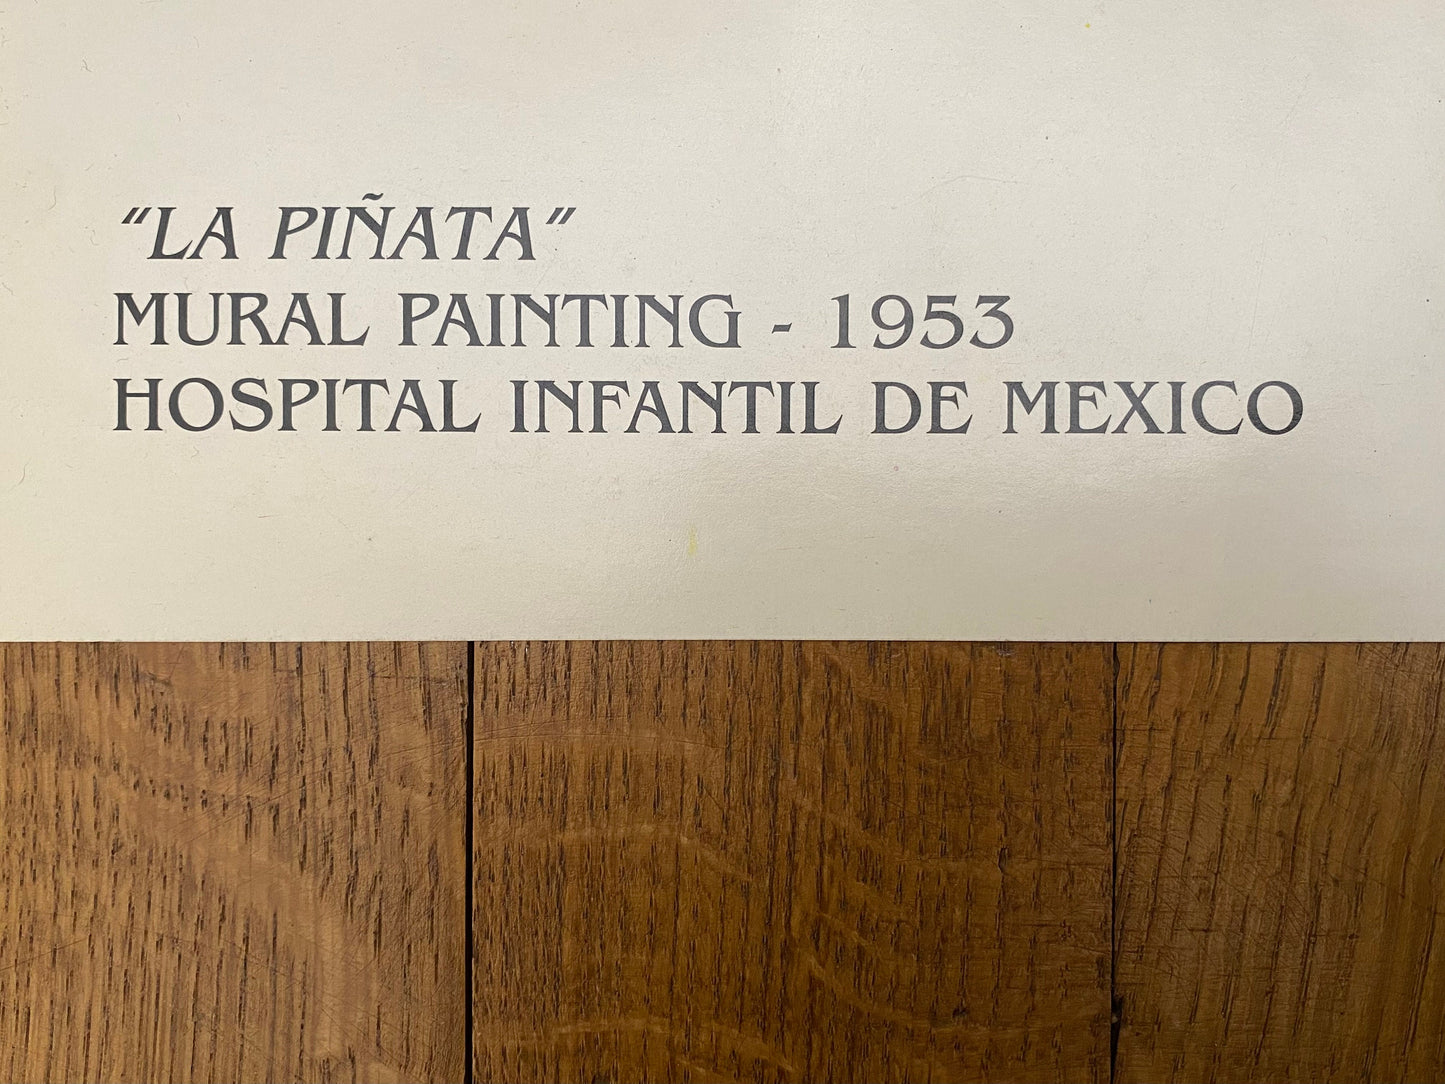 "LA PIÑATA"
MURAL PAINTING - 1953
HOSPITAL INFANTIL DE MEXICO